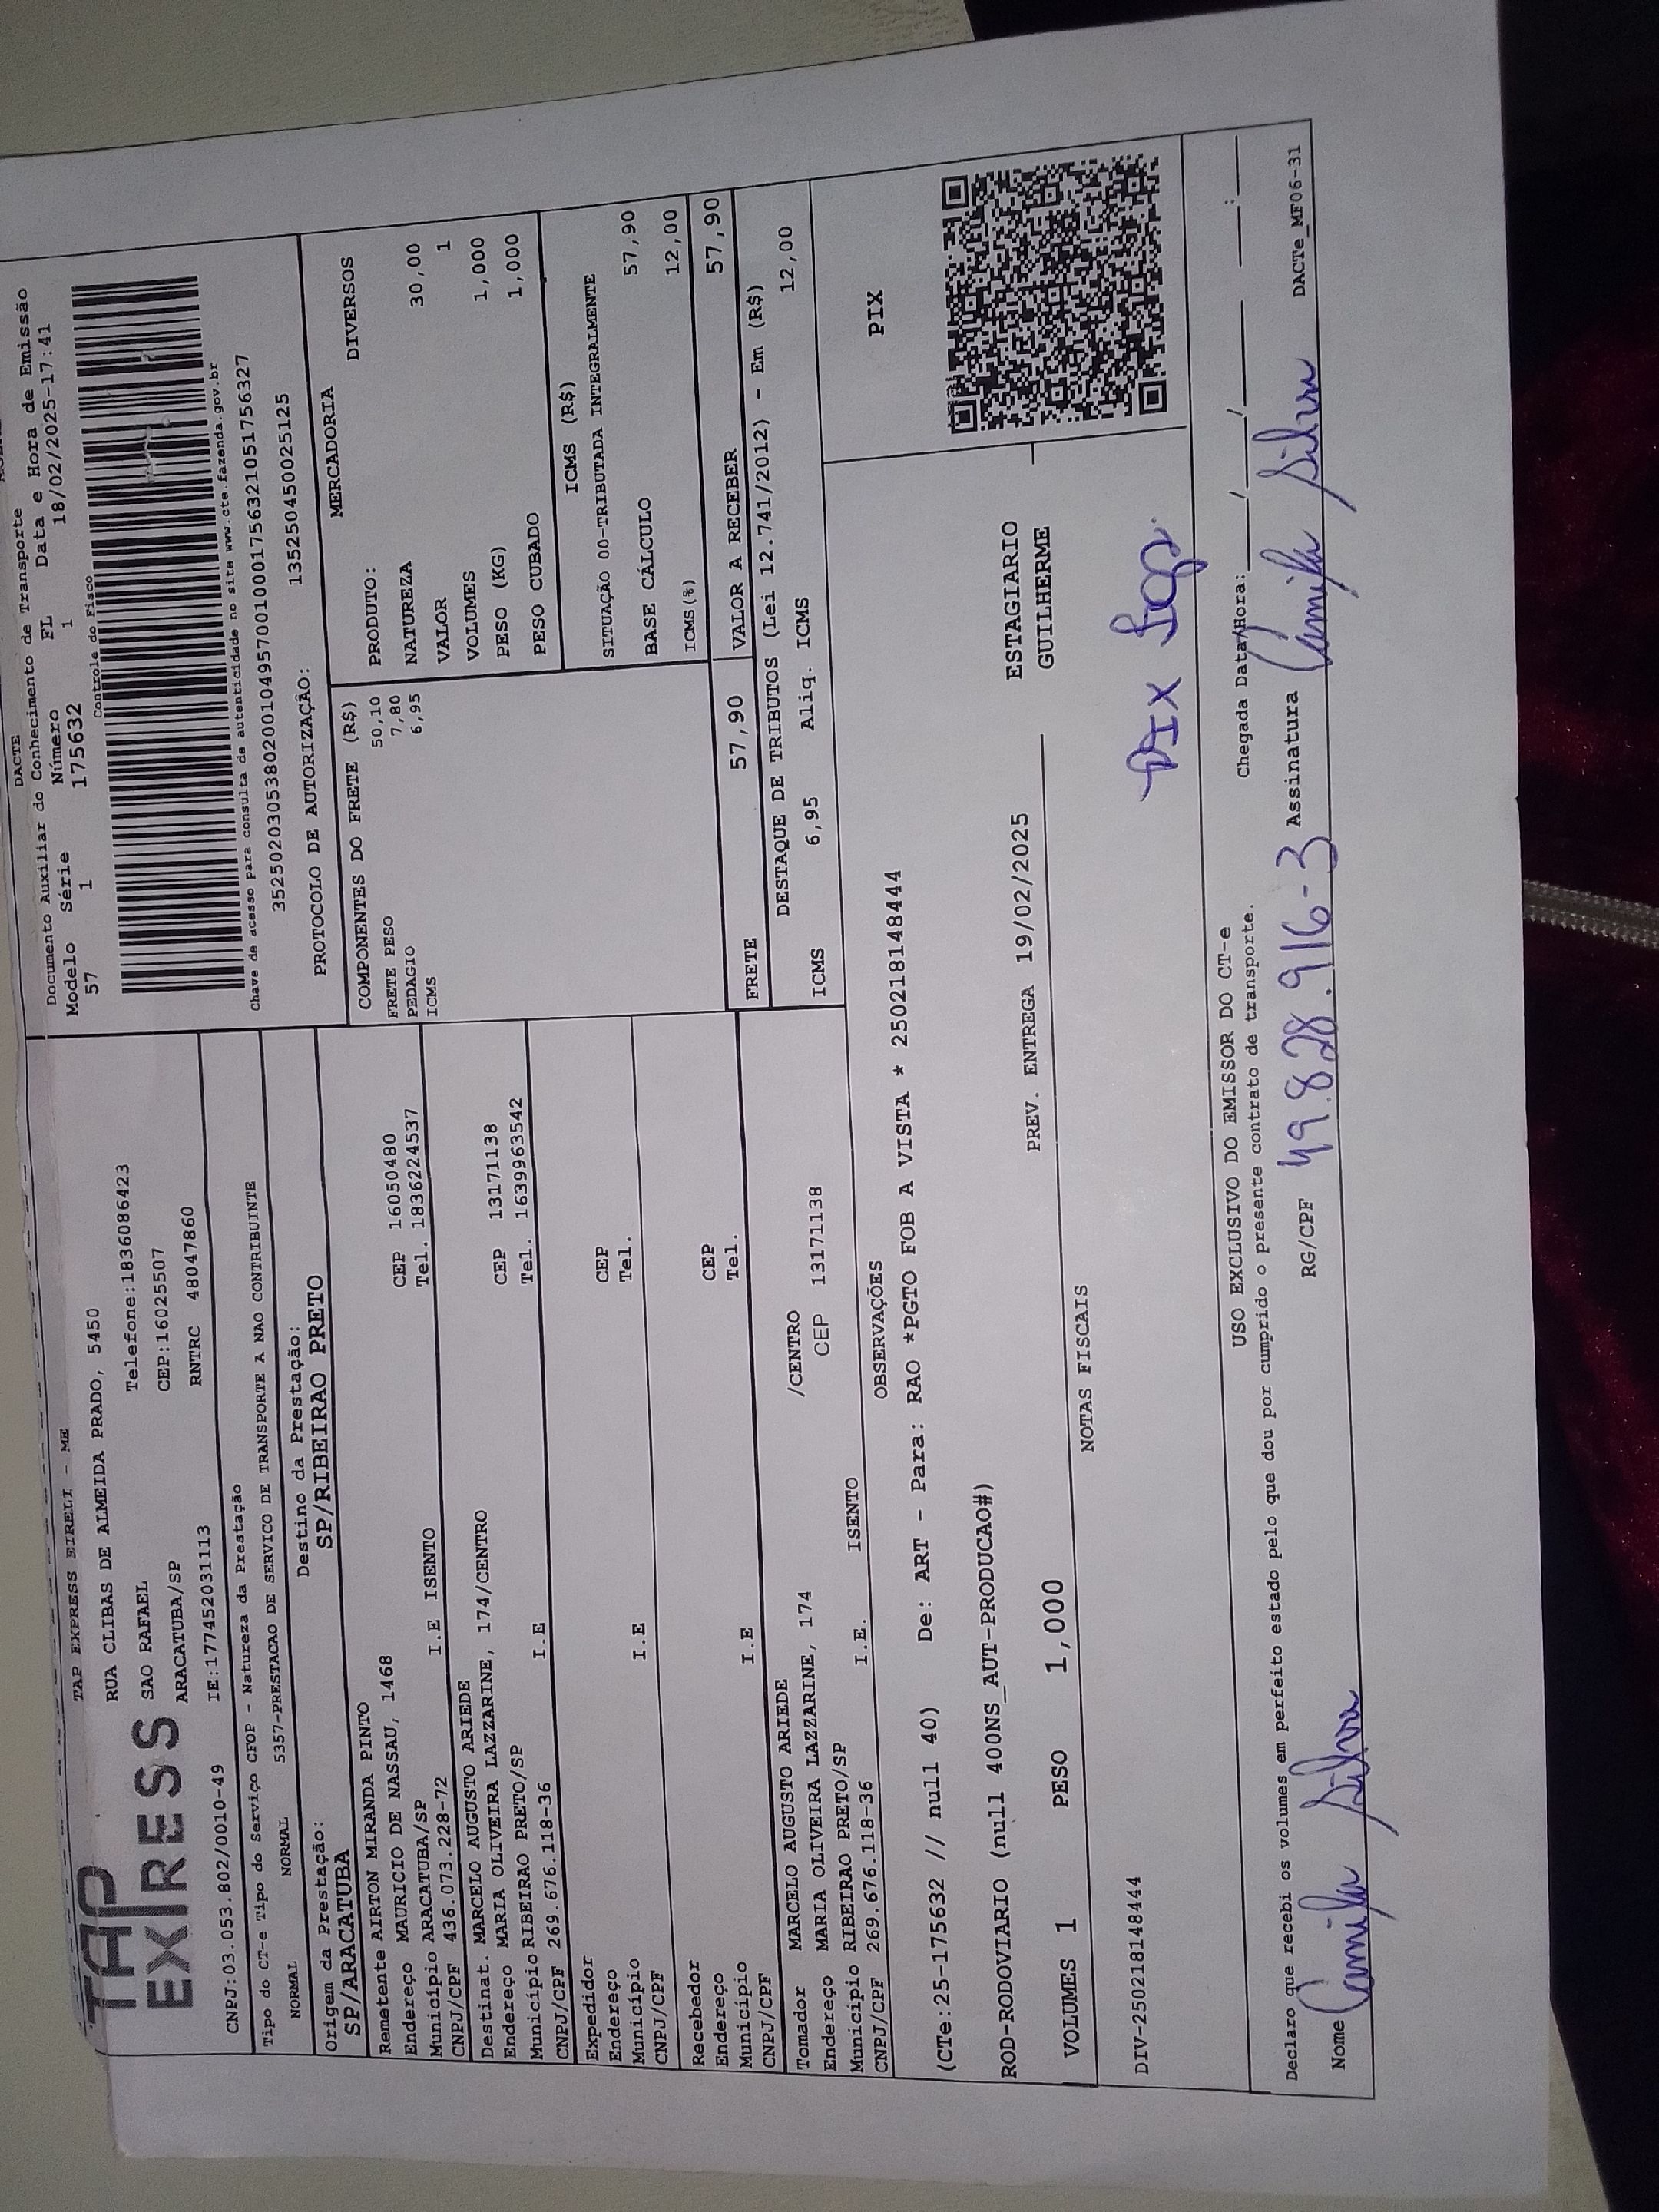 TAP
EXPRESS
TAP EXPRESS EIRELI - ME
RUA CLIBAS DE ALMEIDA PRADO, 5450
Telefone:1836086423
SAO RAFAEL
CEP:16025507
ARACATUBA/SP
RNTRC 48047860
CNPJ:03.053.802/0010-49
IE:177452031113
DACTE
Documento Auxiliar do Conhecimento de Transporte
Modelo Série Número FL Data e Hora de Emissão
57 1 175632 1 18/02/2025-17:41
Controle do Fisco
Chave de acesso para consulta de autenticidade no site www.cte.fazenda.gov.br
35250203053802001049570010001756321051756327
PROTOCOLO DE AUTORIZAÇÃO: 135250450025125
Tipo do CT-e Tipo do Serviço CFOP - Natureza da Prestação
NORMAL NORMAL 5357-PRESTACAO DE SERVICO DE TRANSPORTE A NAO CONTRIBUINTE
Origem da Prestação: Destino da Prestação:
SP/ARACATUBA SP/RIBEIRAO PRETO
Remetente AIRTON MIRANDA PINTO
Endereço MAURICIO DE NASSAU, 1468 CEP 16050480
Município ARACATUBA/SP Tel. 1836224537
CNPJ/CPF 436.073.228-72 I.E ISENTO
Destinat. MARCELO AUGUSTO ARIEDE
Endereço MARIA OLIVEIRA LAZZARINE, 174/CENTRO CEP 13171138
Município RIBEIRAO PRETO/SP Tel. 1639963542
CNPJ/CPF 269.676.118-36 I.E
Expedidor
Endereço CEP
Município Tel.
CNPJ/CPF I.E
Recebedor
Endereço CEP
Município Tel.
CNPJ/CPF I.E
Tomador MARCELO AUGUSTO ARIEDE
Endereço MARIA OLIVEIRA LAZZARINE, 174 /CENTRO
Município RIBEIRAO PRETO/SP CEP 13171138
CNPJ/CPF 269.676.118-36 I.E. ISENTO
COMPONENTES DO FRETE (R$)
FRETE PESO 50,10
PEDAGIO 7,80
ICMS 6,95
MERCADORIA
PRODUTO: DIVERSOS
NATUREZA
VALOR 30,00
VOLUMES 1
PESO (KG) 1,000
PESO CUBADO 1,000
ICMS (R$)
SITUAÇÃO 00-TRIBUTADA INTEGRALMENTE
BASE CÁLCULO 57,90
ICMS(%) 12,00
FRETE 57,90 VALOR A RECEBER 57,90
DESTAQUE DE TRIBUTOS (Lei 12.741/2012) - Em (R$)
ICMS 6,95 Aliq. ICMS 12,00
OBSERVAÇÕES
(CTe:25-175632 // null 40) De: ART - Para: RAO *PGTO FOB A VISTA * 250218148444
PIX
ROD-RODOVIARIO (null 400NS_AUT-PRODUCAO#)
ESTAGIARIO
GUILHERME
VOLUMES 1 PESO 1,000 PREV. ENTREGA 19/02/2025
NOTAS FISCAIS
DIV-250218148444
PIX
USO EXCLUSIVO DO EMISSOR DO CT-e
Chegada Data/Hora: ___/___/___ ___:___
Declaro que recebi os volumes em perfeito estado pelo que dou por cumprido o presente contrato de transporte.
Nome Camila Silva RG/CPF 49.828.916-3 Assinatura Camila Silva DACTe_MF06-31